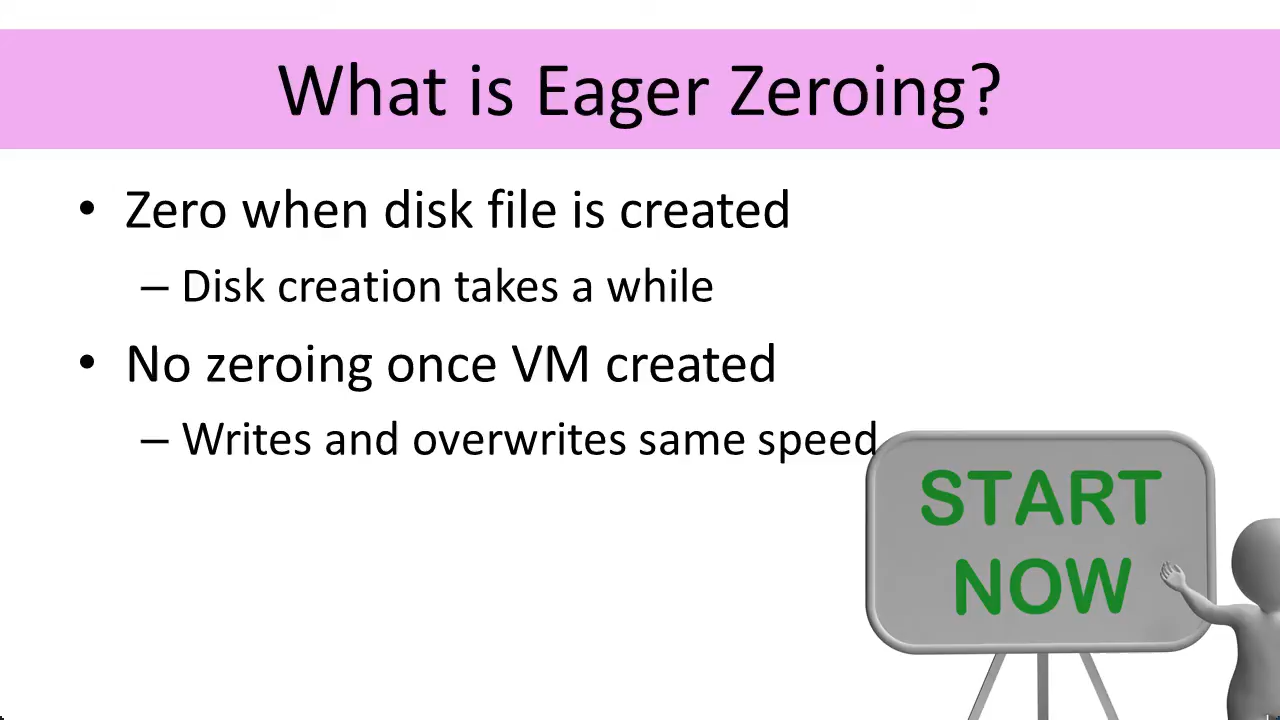 What is Eager Zeroing?
• Zero when disk file is created
– Disk creation takes a while
• No zeroing once VM created
– Writes and overwrites same speed
START
NOW